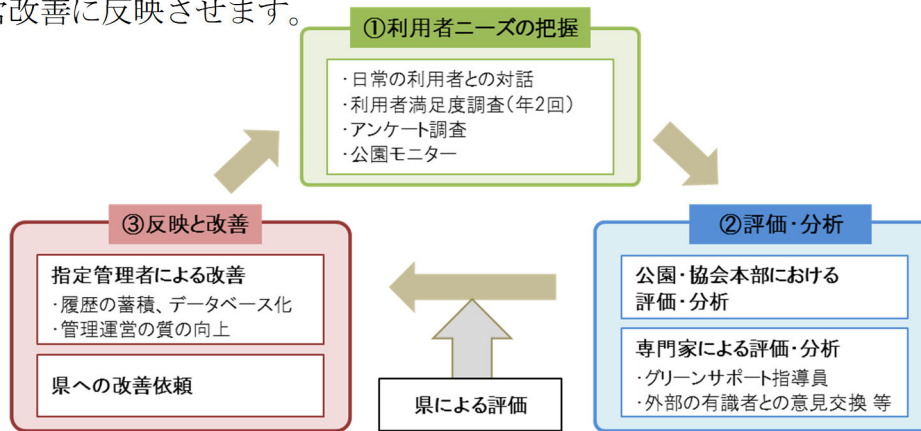 営改善に反映させます。
①利用者ニーズの把握
・日常の利用者との対話
・利用者満足度調査（年2回）
・アンケート調査
・公園モニター
②評価・分析
公園・協会本部における
評価・分析
専門家による評価・分析
・グリーンサポート指導員
・外部の有識者との意見交換 等
③反映と改善
指定管理者による改善
・履歴の蓄積、データベース化
・管理運営の質の向上
県への改善依頼
県による評価